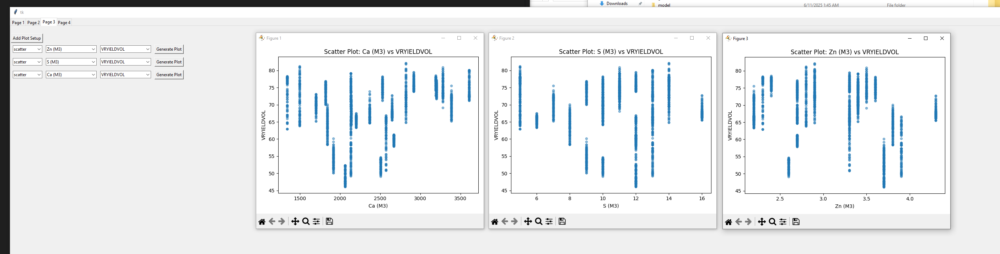 Downloads
model 6/11/2025 1:45 AM File folder
tk
Page 1 Page 2 Page 3 Page 4
Add Plot Setup
scatter Zn (M3) VRYIELDVOL Generate Plot
scatter S (M3) VRYIELDVOL Generate Plot
scatter Ca (M3) VRYIELDVOL Generate Plot
Figure 1
Scatter Plot: Ca (M3) vs VRYIELDVOL
VRYIELDVOL
80
75
70
65
60
55
50
45
1500 2000 2500 3000 3500
Ca (M3)
Figure 2
Scatter Plot: S (M3) vs VRYIELDVOL
VRYIELDVOL
80
75
70
65
60
55
50
45
6 8 10 12 14 16
S (M3)
Figure 3
Scatter Plot: Zn (M3) vs VRYIELDVOL
VRYIELDVOL
80
75
70
65
60
55
50
45
2.5 3.0 3.5 4.0
Zn (M3)